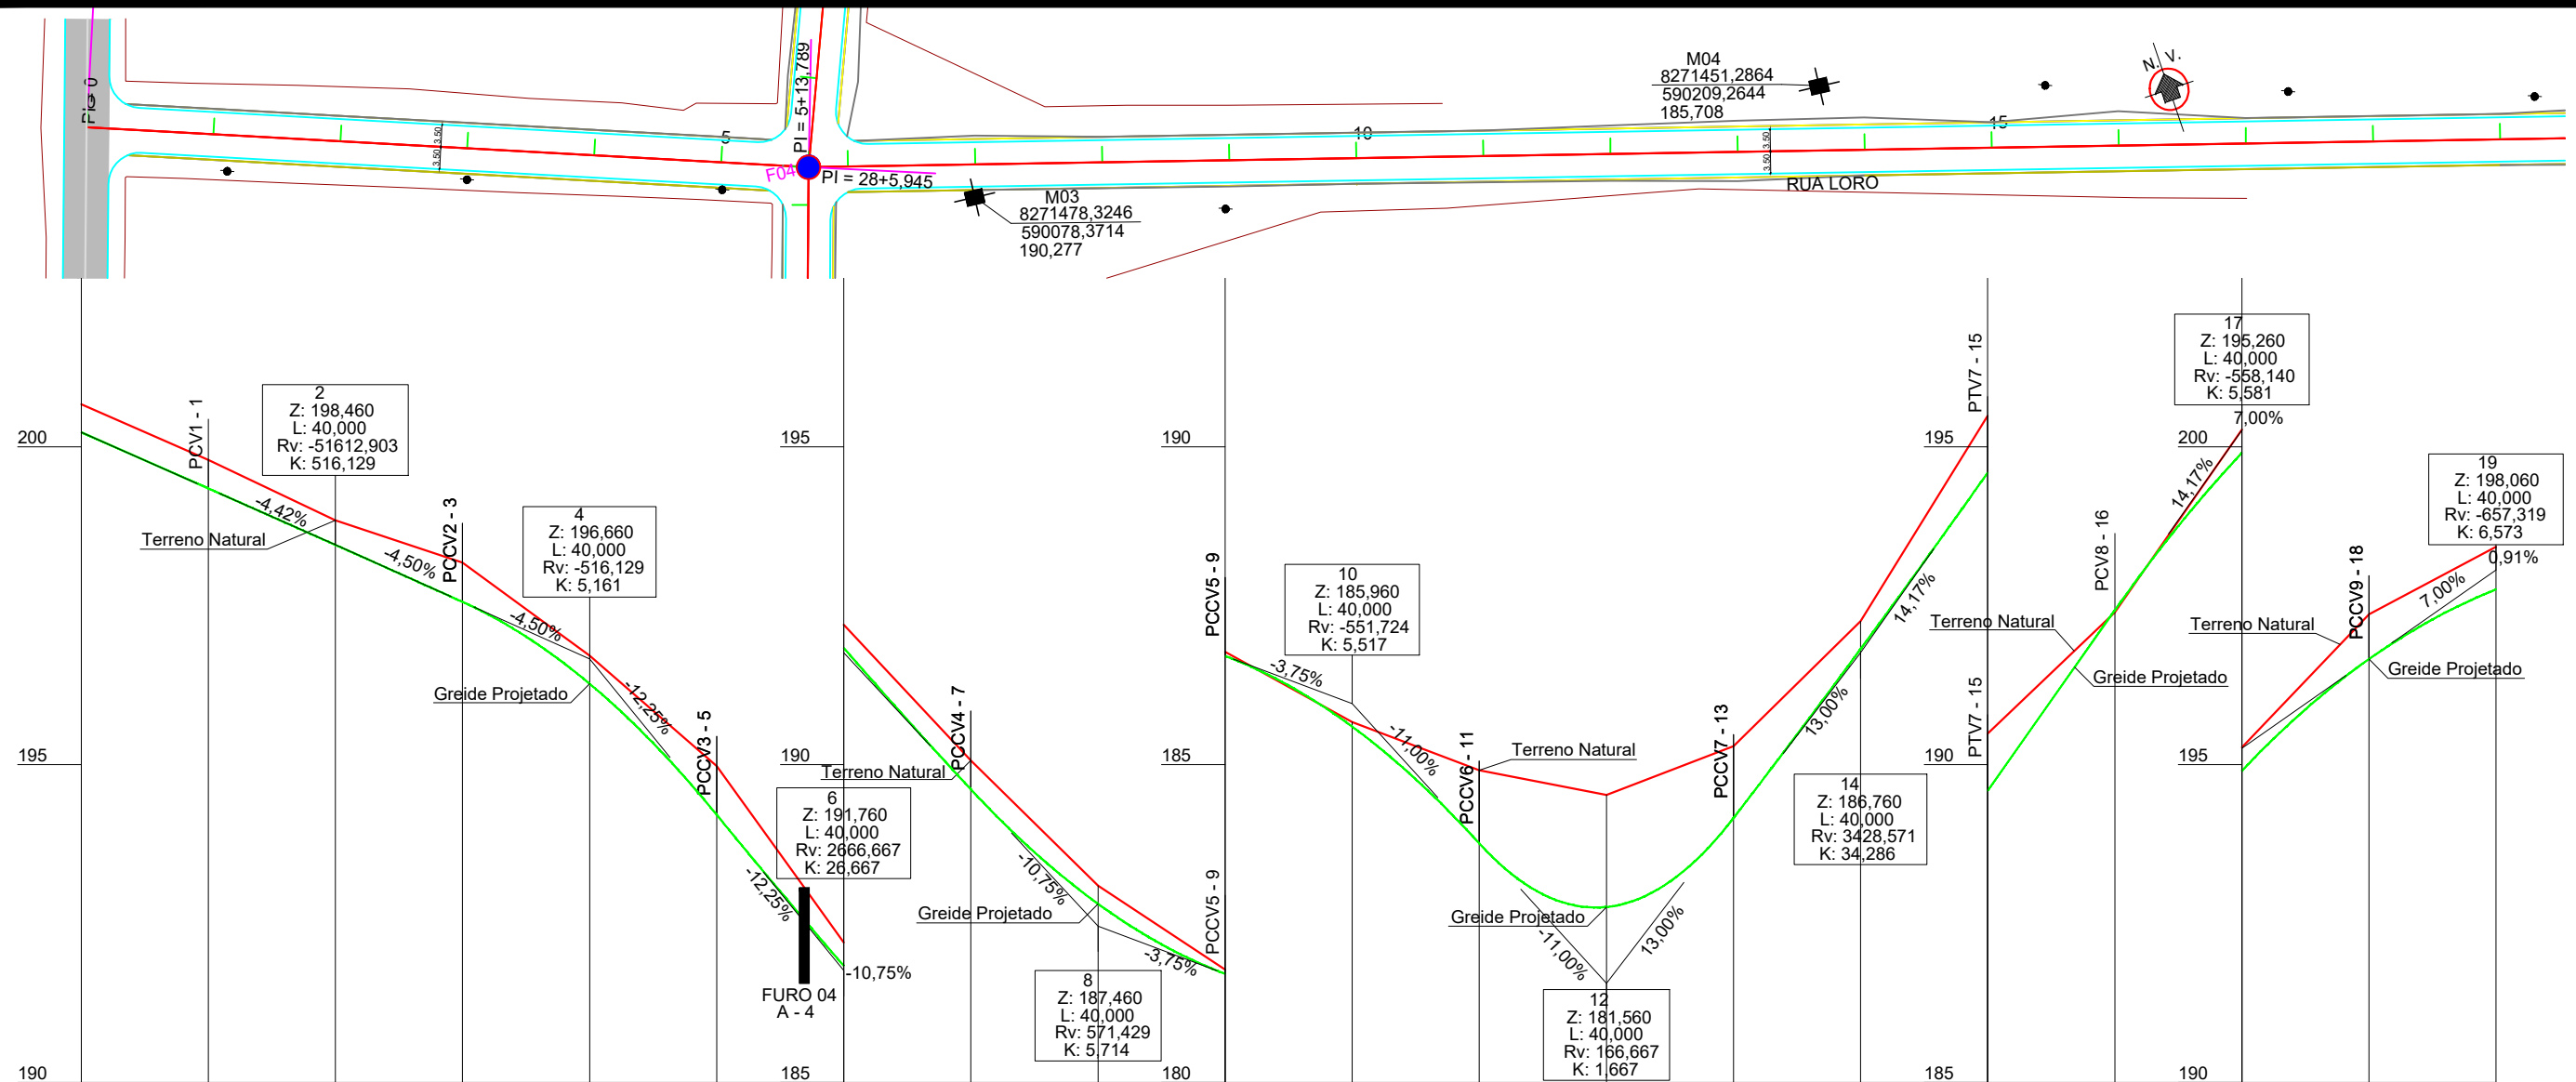 PI = 0
5
PI = 5+13,789
F04
PI = 28+5,945
3.50
3.50
M03
8271478,3246
590078,3714
190,277
10
M04
8271451,2864
590209,2644
185,708
3.50
3.50
RUA LORO
15
N. V.
200
195
190
PCV1 - 1
2
Z: 198,460
L: 40,000
Rv: -51612,903
K: 516,129
-4,42%
Terreno Natural
-4,50%
PCCV2 - 3
4
Z: 196,660
L: 40,000
Rv: -516,129
K: 5,161
-4,50%
Greide Projetado
-12,25%
PCCV3 - 5
-12,25%
195
190
185
6
Z: 191,760
L: 40,000
Rv: 2666,667
K: 26,667
-10,75%
FURO 04
A - 4
PCCV4 - 7
Terreno Natural
-10,75%
Greide Projetado
8
Z: 187,460
L: 40,000
Rv: 571,429
K: 5,714
-3,75%
PCCV5 - 9
190
185
180
PCCV5 - 9
-3,75%
10
Z: 185,960
L: 40,000
Rv: -551,724
K: 5,517
-11,00%
PCCV6 - 11
Terreno Natural
Greide Projetado
-11,00%
13,00%
12
Z: 181,560
L: 40,000
Rv: 166,667
K: 1,667
PCCV7 - 13
13,00%
14
Z: 186,760
L: 40,000
Rv: 3428,571
K: 34,286
14,17%
PTV7 - 15
195
190
185
PTV7 - 15
Terreno Natural
PCV8 - 16
Greide Projetado
14,17%
17
Z: 195,260
L: 40,000
Rv: -558,140
K: 5,581
7,00%
200
195
190
Terreno Natural
PCCV9 - 18
Greide Projetado
7,00%
19
Z: 198,060
L: 40,000
Rv: -657,319
K: 6,573
0,91%